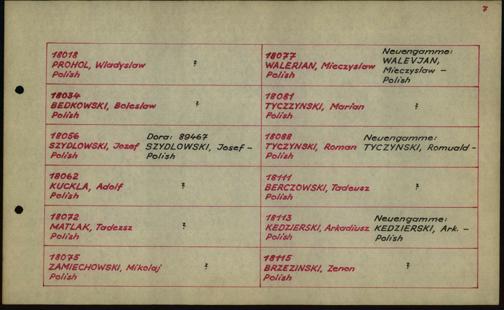 7
18018
PROHOL, Wladyslaw ?
Polish
18034
BEDKOWSKI, Boleslaw ?
Polish
18056 Dora: 89467
SZYDLOWSKI, Jozef SZYDLOWSKI, Josef -
Polish Polish
18062
KUCKLA, Adolf ?
Polish
18072
MATLAK, Tadezsz ?
Polish
18075
ZAMIECHOWSKI, Mikolaj ?
Polish
18077 Neuengamme:
WALERIAN, Mieczyslaw WALEVJAN,
Polish Mieczyslaw -
Polish
18081
TYCZZYNSKI, Marian ?
Polish
18088 Neuengamme:
TYCZYNSKI, Roman TYCZYNSKI, Romuald -
Polish
18111
BERCZOWSKI, Tadeusz ?
Polish
18113 Neuengamme:
KEDZIERSKI, Arkadiusz KEDZIERSKI, Ark. -
Polish Polish
18115
BRZEZINSKI, Zenon ?
Polish